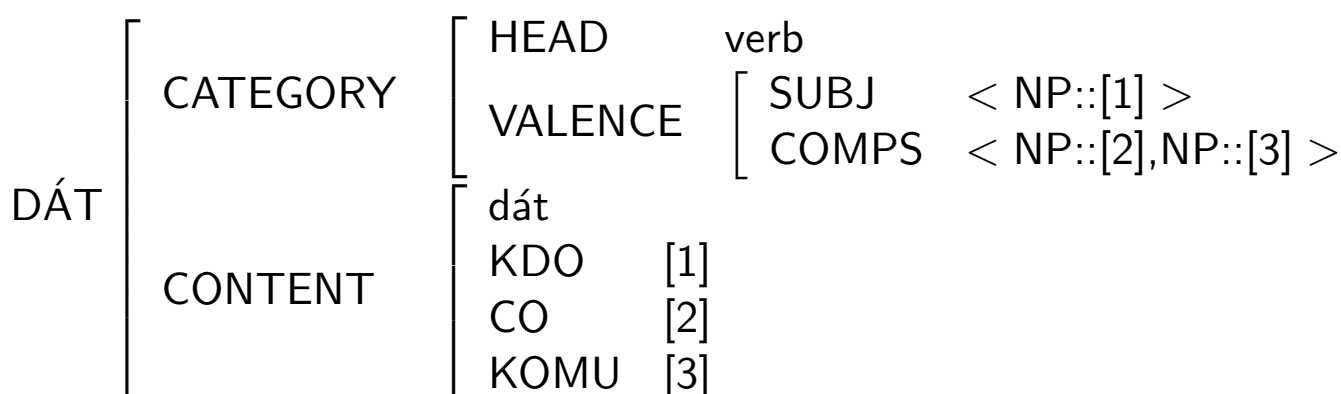 HEAD verb
CATEGORY VALENCE SUBJ < NP::[1] >
COMPS < NP::[2],NP::[3] >
DÁT
dát
KDO [1]
CONTENT CO [2]
KOMU [3]